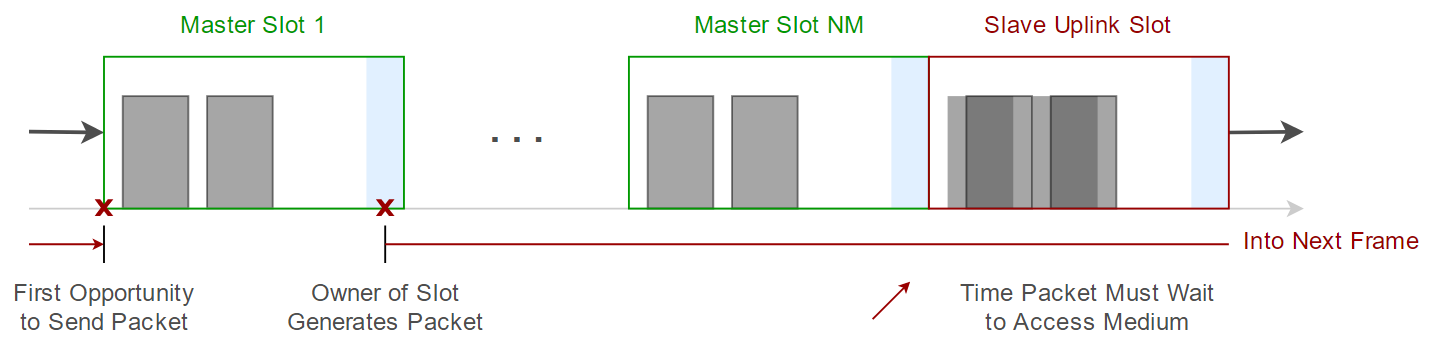 Master Slot 1
Master Slot NM
Slave Uplink Slot
. . .
x
x
Into Next Frame
First Opportunity
to Send Packet
Owner of Slot
Generates Packet
Time Packet Must Wait
to Access Medium